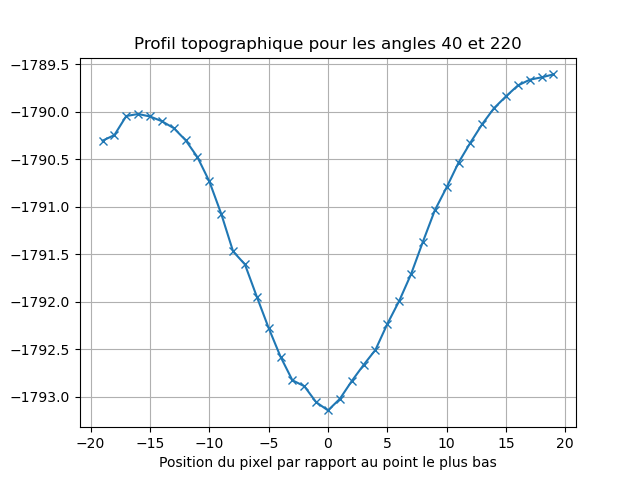 Profil topographique pour les angles 40 et 220
−1789.5
−1790.0
−1790.5
−1791.0
−1791.5
−1792.0
−1792.5
−1793.0
−20 −15 −10 −5 0 5 10 15 20
Position du pixel par rapport au point le plus bas